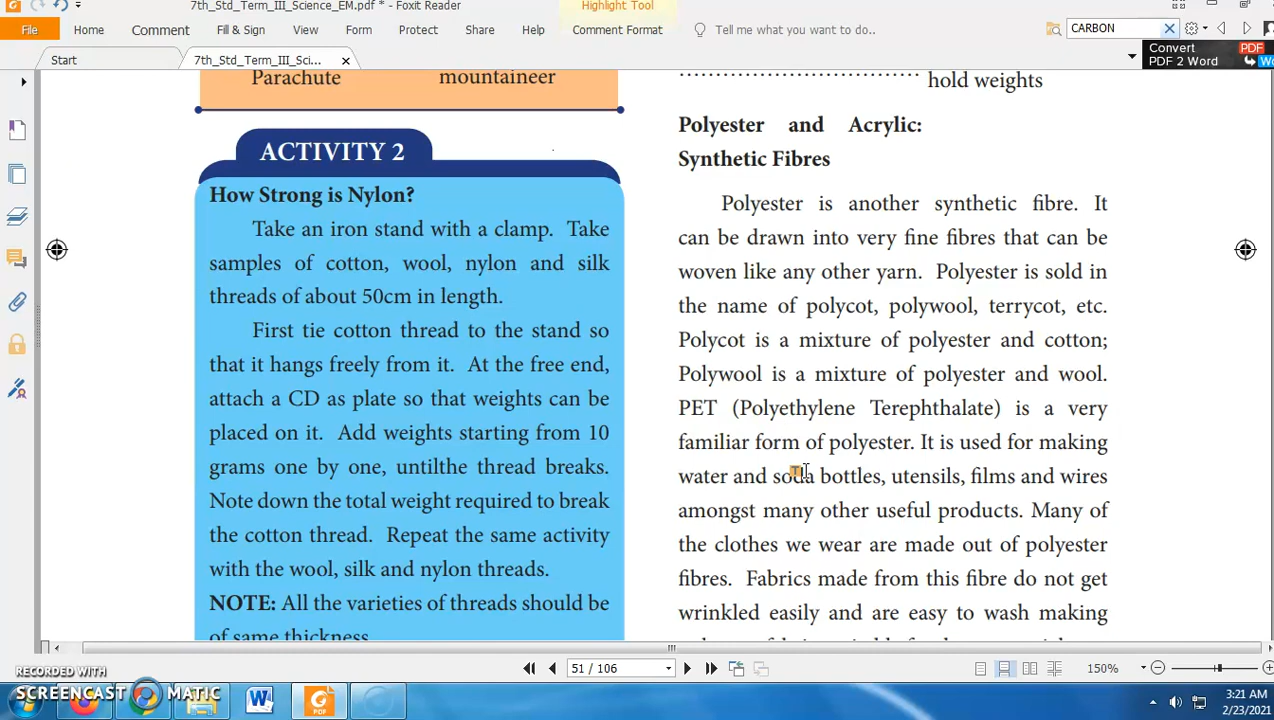 7th_Std_Term_III_Science_EM.pdf * - Foxit Reader
Highlight Tool
File
Home
Comment
Fill & Sign
View
Form
Protect
Share
Help
Comment Format
Tell me what you want to do..
CARBON
Start
7th_Std_Term_III_Sci...
Convert PDF
PDF 2 Word
Parachute mountaineer
ACTIVITY 2
How Strong is Nylon?
Take an iron stand with a clamp. Take
samples of cotton, wool, nylon and silk
threads of about 50cm in length.
First tie cotton thread to the stand so
that it hangs freely from it. At the free end,
attach a CD as plate so that weights can be
placed on it. Add weights starting from 10
grams one by one, untilthe thread breaks.
Note down the total weight required to break
the cotton thread. Repeat the same activity
with the wool, silk and nylon threads.
NOTE: All the varieties of threads should be
of same thickness.
hold weights
Polyester and Acrylic:
Synthetic Fibres
Polyester is another synthetic fibre. It
can be drawn into very fine fibres that can be
woven like any other yarn. Polyester is sold in
the name of polycot, polywool, terrycot, etc.
Polycot is a mixture of polyester and cotton;
Polywool is a mixture of polyester and wool.
PET (Polyethylene Terephthalate) is a very
familiar form of polyester. It is used for making
water and soda bottles, utensils, films and wires
amongst many other useful products. Many of
the clothes we wear are made out of polyester
fibres. Fabrics made from this fibre do not get
wrinkled easily and are easy to wash making
51 / 106
150%
RECORDED WITH
SCREENCAST MATIC
3:21 AM
2/23/2021